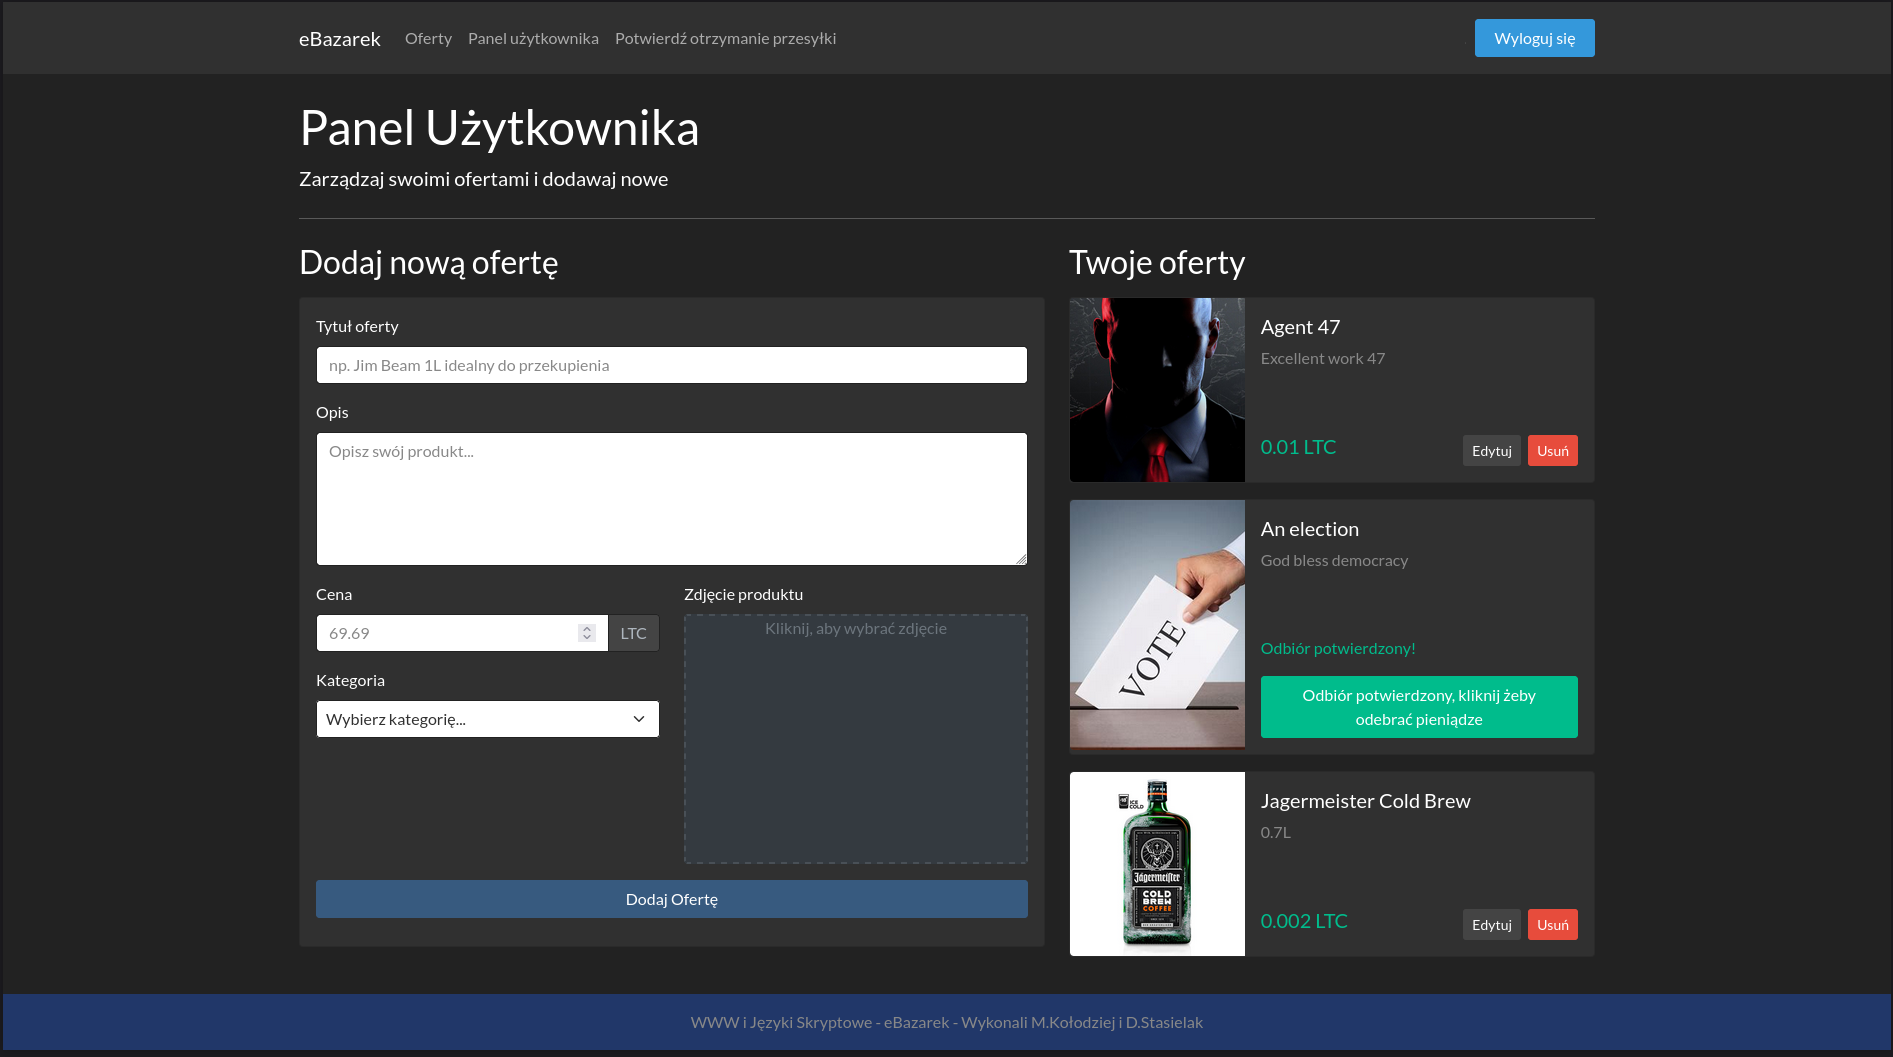 eBazarek
Oferty
Panel użytkownika
Potwierdź otrzymanie przesyłki
Wyloguj się
Panel Użytkownika
Zarządzaj swoimi ofertami i dodawaj nowe
Dodaj nową ofertę
Tytuł oferty
np. Jim Beam 1L idealny do przekupienia
Opis
Opisz swój produkt...
Cena
69.69
LTC
Kategoria
Wybierz kategorię...
Zdjęcie produktu
Kliknij, aby wybrać zdjęcie
Dodaj Ofertę
Twoje oferty
Agent 47
Excellent work 47
0.01 LTC
Edytuj
Usuń
VOTE
An election
God bless democracy
Odbiór potwierdzony!
Odbiór potwierdzony, kliknij żeby
odebrać pieniądze
ICE
COLD
Jägermeister
COLD
BREW
COFFEE
Jagermeister Cold Brew
0.7L
0.002 LTC
Edytuj
Usuń
WWW i Języki Skryptowe - eBazarek - Wykonali M.Kołodziej i D.Stasielak